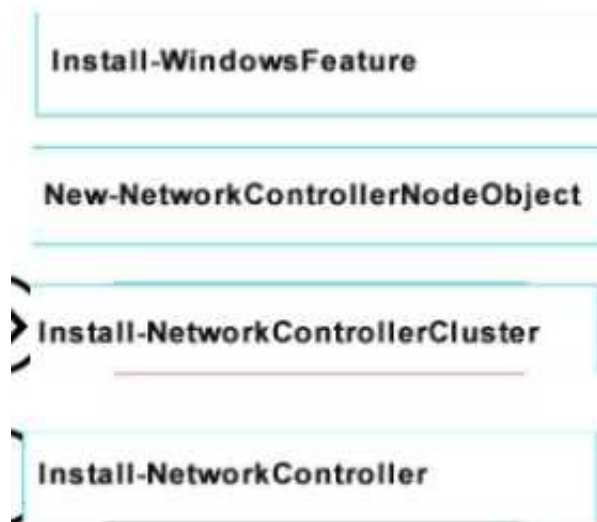 Install-WindowsFeature
New-NetworkControllerNodeObject
Install-NetworkControllerCluster
Install-NetworkController